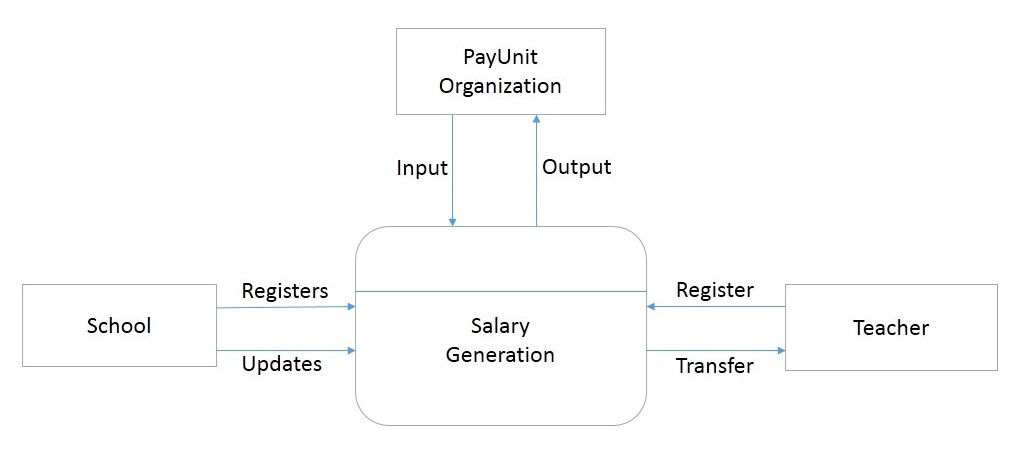 PayUnit
Organization
Input
Output
Registers
Register
School
Salary
Generation
Teacher
Updates
Transfer